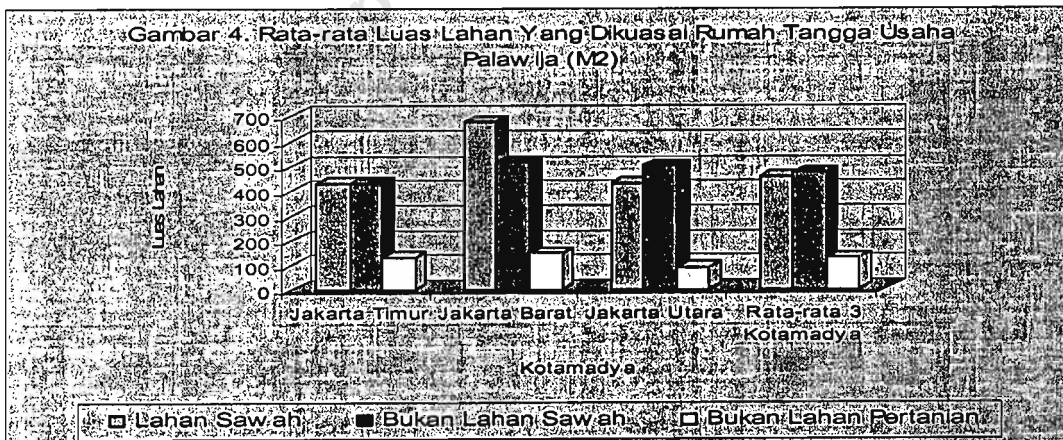 Gambar 4. Rata-rata Luas Lahan Yang Dikuasai Rumah Tangga Usaha
Palawija (M2)
Luas Lahan
700
600
500
400
300
200
100
0
Jakarta Timur Jakarta Barat Jakarta Utara Rata-rata 3
Kotamadya
Kotamadya
Lahan Sawah Bukan Lahan Sawah Bukan Lahan Pertanian